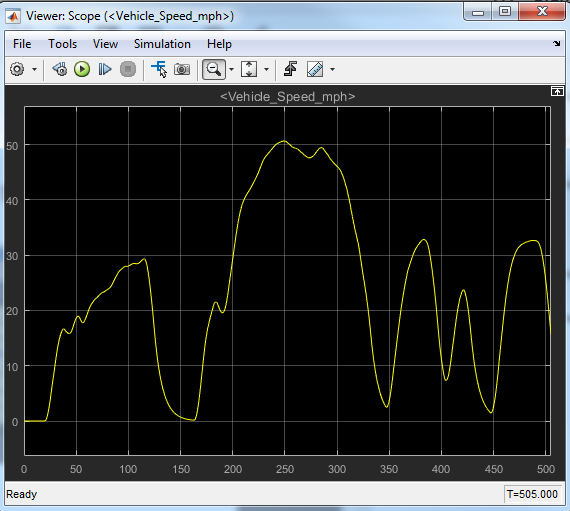 Viewer: Scope (<Vehicle_Speed_mph>)
File Tools View Simulation Help
<Vehicle_Speed_mph>
50
40
30
20
10
0
0 50 100 150 200 250 300 350 400 450 500
Ready T=505.000